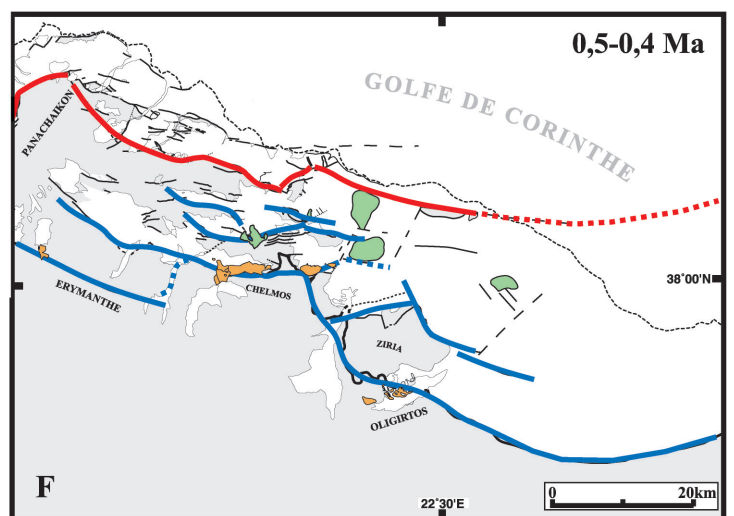 0,5-0,4 Ma
GOLFE DE CORINTHE
PANACHAIKON
38°00'N
ERYMANTHE
CHELMOS
ZIRIA
OLIGIRTOS
F
22°30'E
0 20km